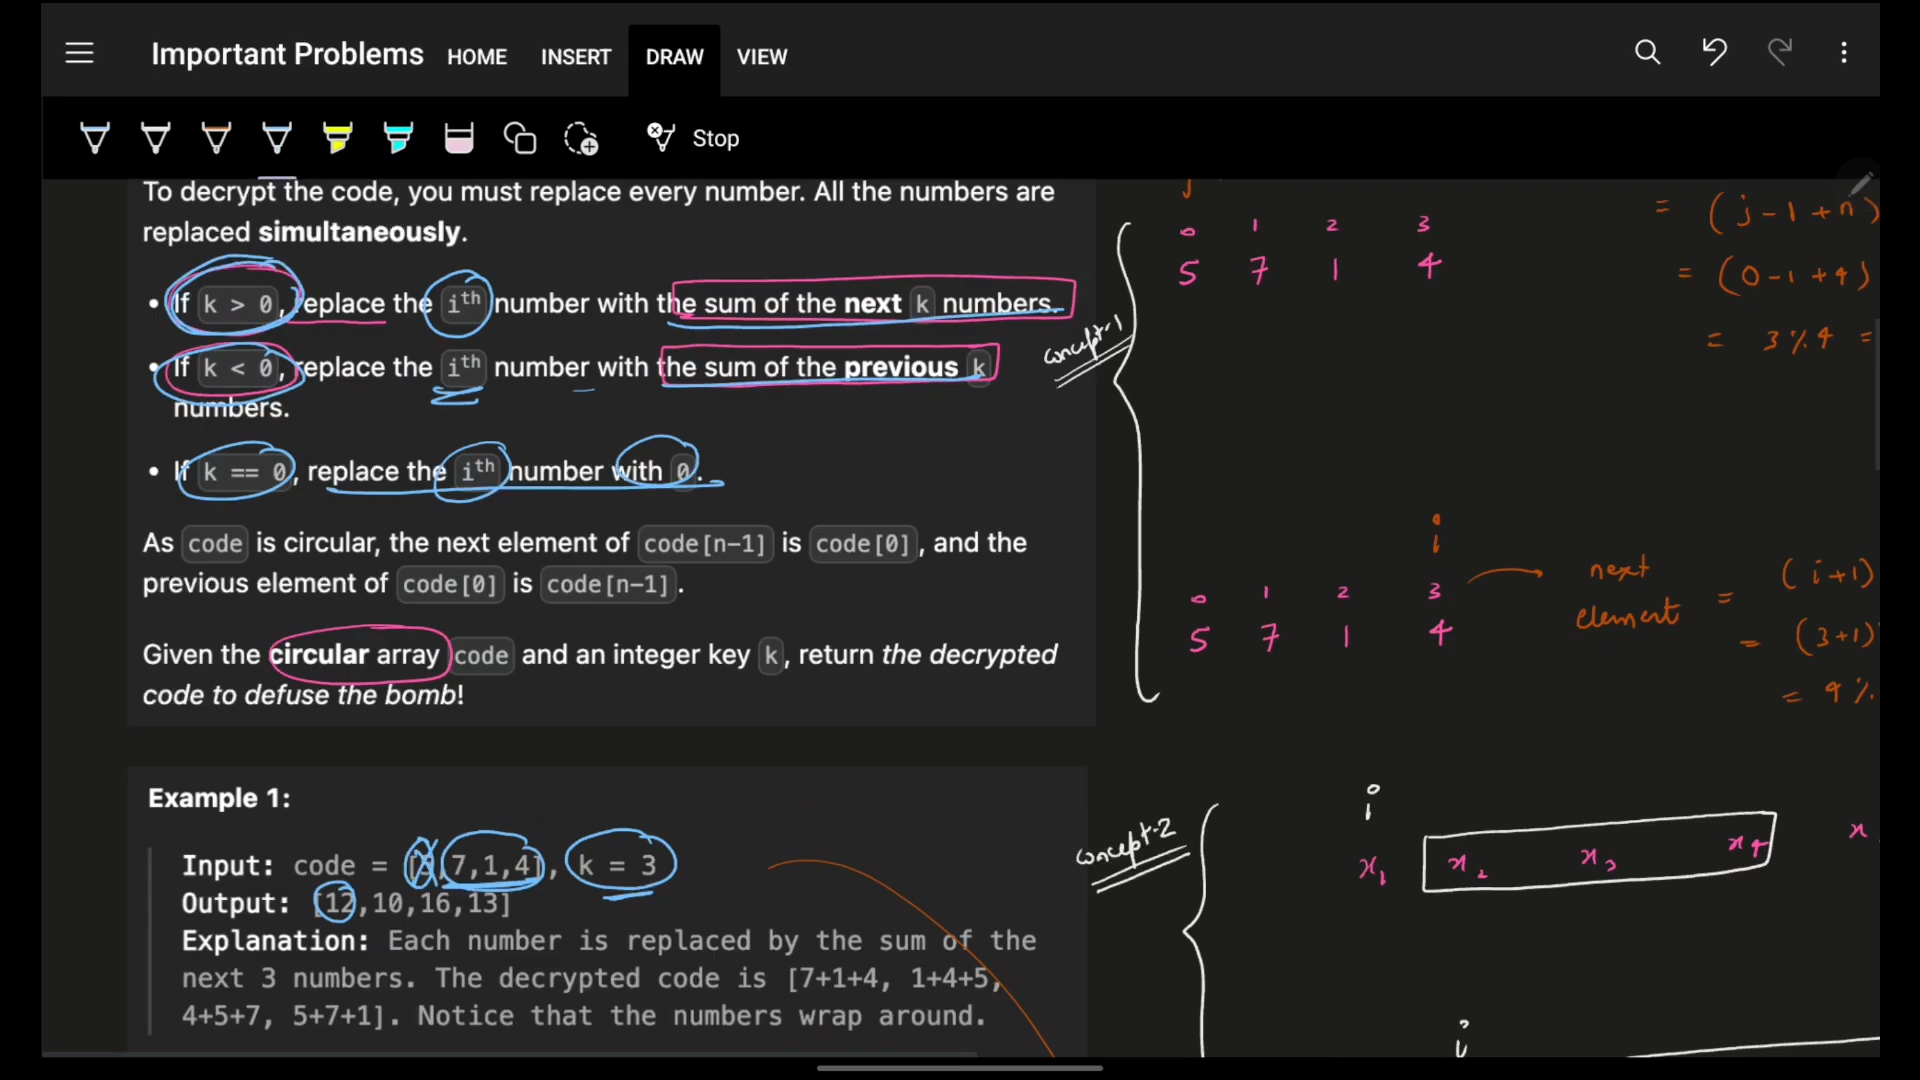 Important Problems HOME INSERT DRAW VIEW
Stop
To decrypt the code, you must replace every number. All the numbers are
replaced simultaneously.
• If k > 0, replace the ith number with the sum of the next k numbers.
• If k < 0, replace the ith number with the sum of the previous k
numbers.
• If k == 0, replace the ith number with 0.
As code is circular, the next element of code[n-1] is code[0], and the
previous element of code[0] is code[n-1].
Given the circular array code and an integer key k, return the decrypted
code to defuse the bomb!
Example 1:
Input: code = [5,7,1,4], k = 3
Output: [12,10,16,13]
Explanation: Each number is replaced by the sum of the
next 3 numbers. The decrypted code is [7+1+4, 1+4+5,
4+5+7, 5+7+1]. Notice that the numbers wrap around.
concept-1
j
0 1 2 3
5 7 1 4
= (j-1+n)
= (0-1+4)
= 3%4 =
i
0 1 2 3
5 7 1 4
next
element
= (i+1)
= (3+1)
= 4%
concept-2
i
x1 x2 x3 x4 x
i